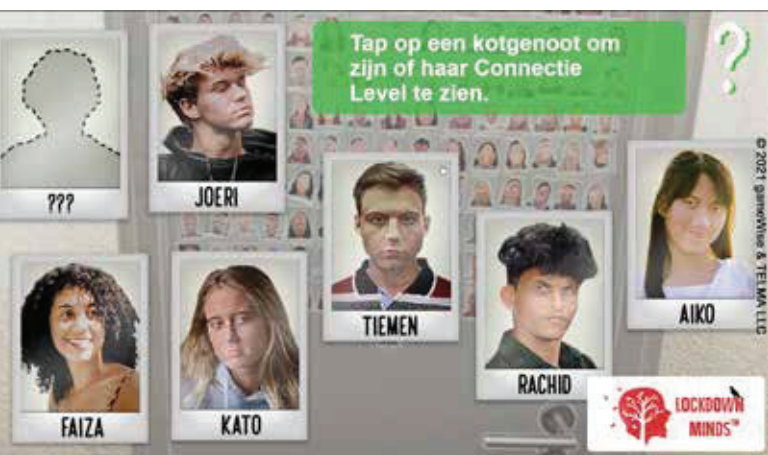 Tap op een kotgenoot om
zijn of haar Connectie
Level te zien.
?
???
JOERI
TIEMEN
AIKO
FAIZA
KATO
RACHID
LOCKDOWN
MINDS™
© 2021 gameWise & TELMA LLC